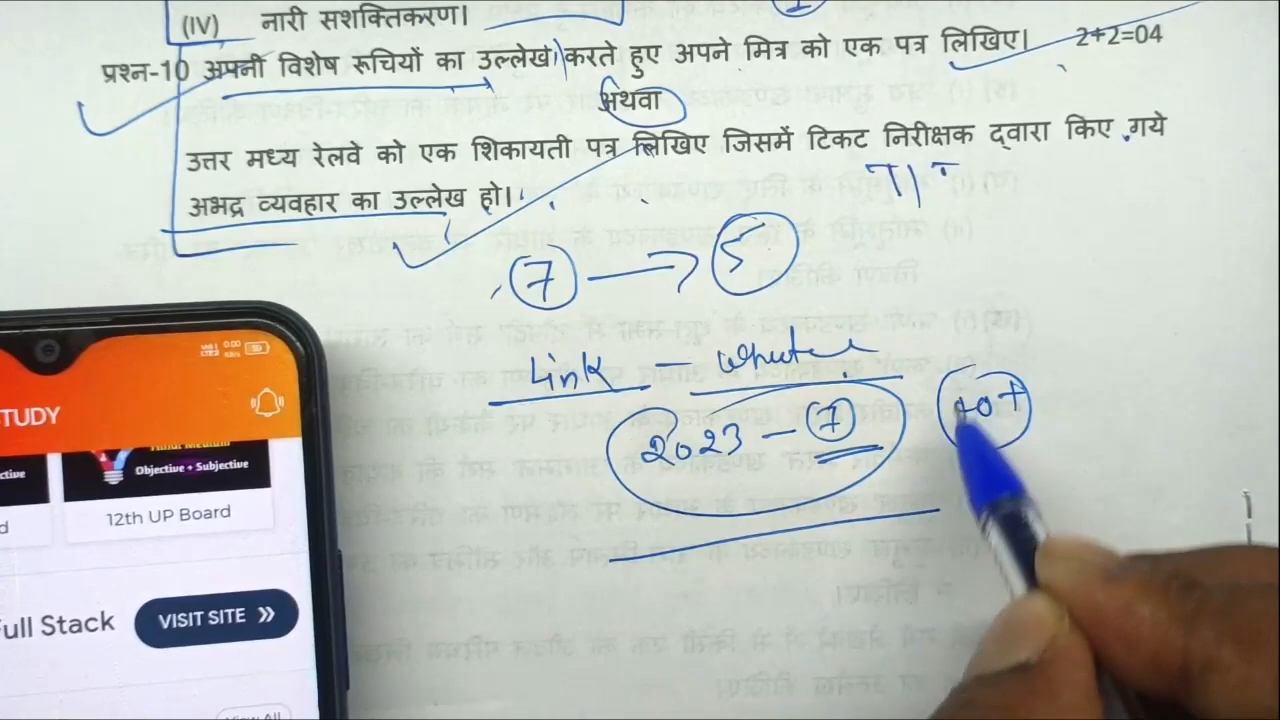 (IV) नारी सशक्तिकरण।
प्रश्न-10 अपनी विशेष रूचियों का उल्लेख करते हुए अपने मित्र को एक पत्र लिखिए। 2+2=04
अथवा
उत्तर मध्य रेलवे को एक शिकायती पत्र लिखिए जिसमें टिकट निरीक्षक द्वारा किए गये
अभद्र व्यवहार का उल्लेख हो।
7 → 5
Link –
2023 – 7
TUDY
Objective + Subjective
12th UP Board
Full Stack
VISIT SITE »